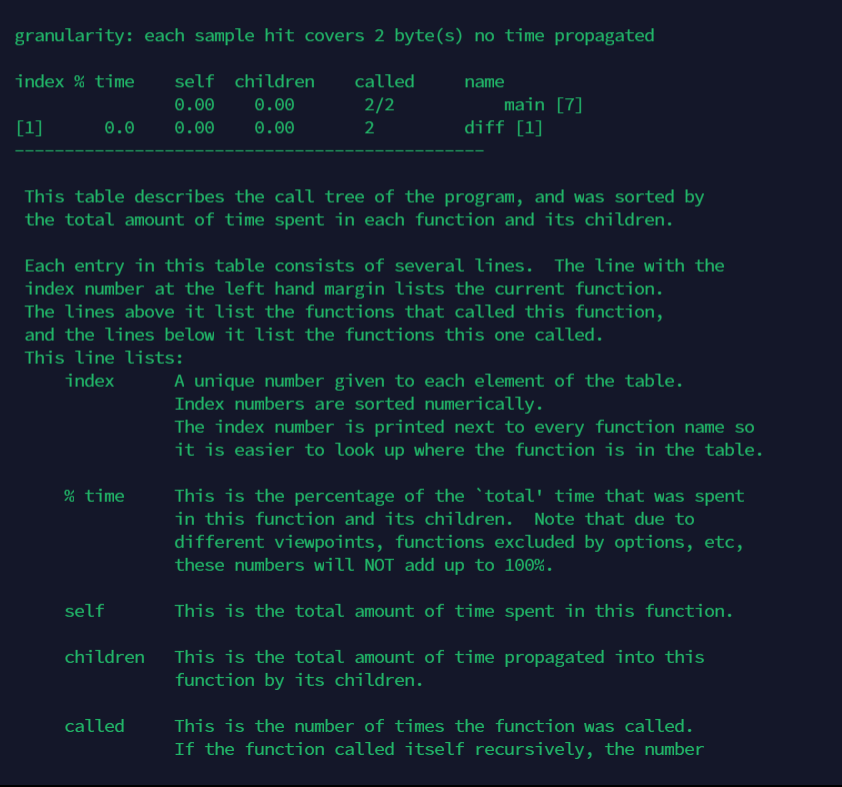 granularity: each sample hit covers 2 byte(s) no time propagated
index % time    self  children    called     name
                0.00    0.00       2/2           main [7]
[1]      0.0    0.00    0.00       2         diff [1]
-----------------------------------------------
 This table describes the call tree of the program, and was sorted by
 the total amount of time spent in each function and its children.
 Each entry in this table consists of several lines.  The line with the
 index number at the left hand margin lists the current function.
 The lines above it list the functions that called this function,
 and the lines below it list the functions this one called.
 This line lists:
     index      A unique number given to each element of the table.
                Index numbers are sorted numerically.
                The index number is printed next to every function name so
                it is easier to look up where the function is in the table.
     % time     This is the percentage of the `total' time that was spent
                in this function and its children.  Note that due to
                different viewpoints, functions excluded by options, etc,
                these numbers will NOT add up to 100%.
     self       This is the total amount of time spent in this function.
     children   This is the total amount of time propagated into this
                function by its children.
     called     This is the number of times the function was called.
                If the function called itself recursively, the number